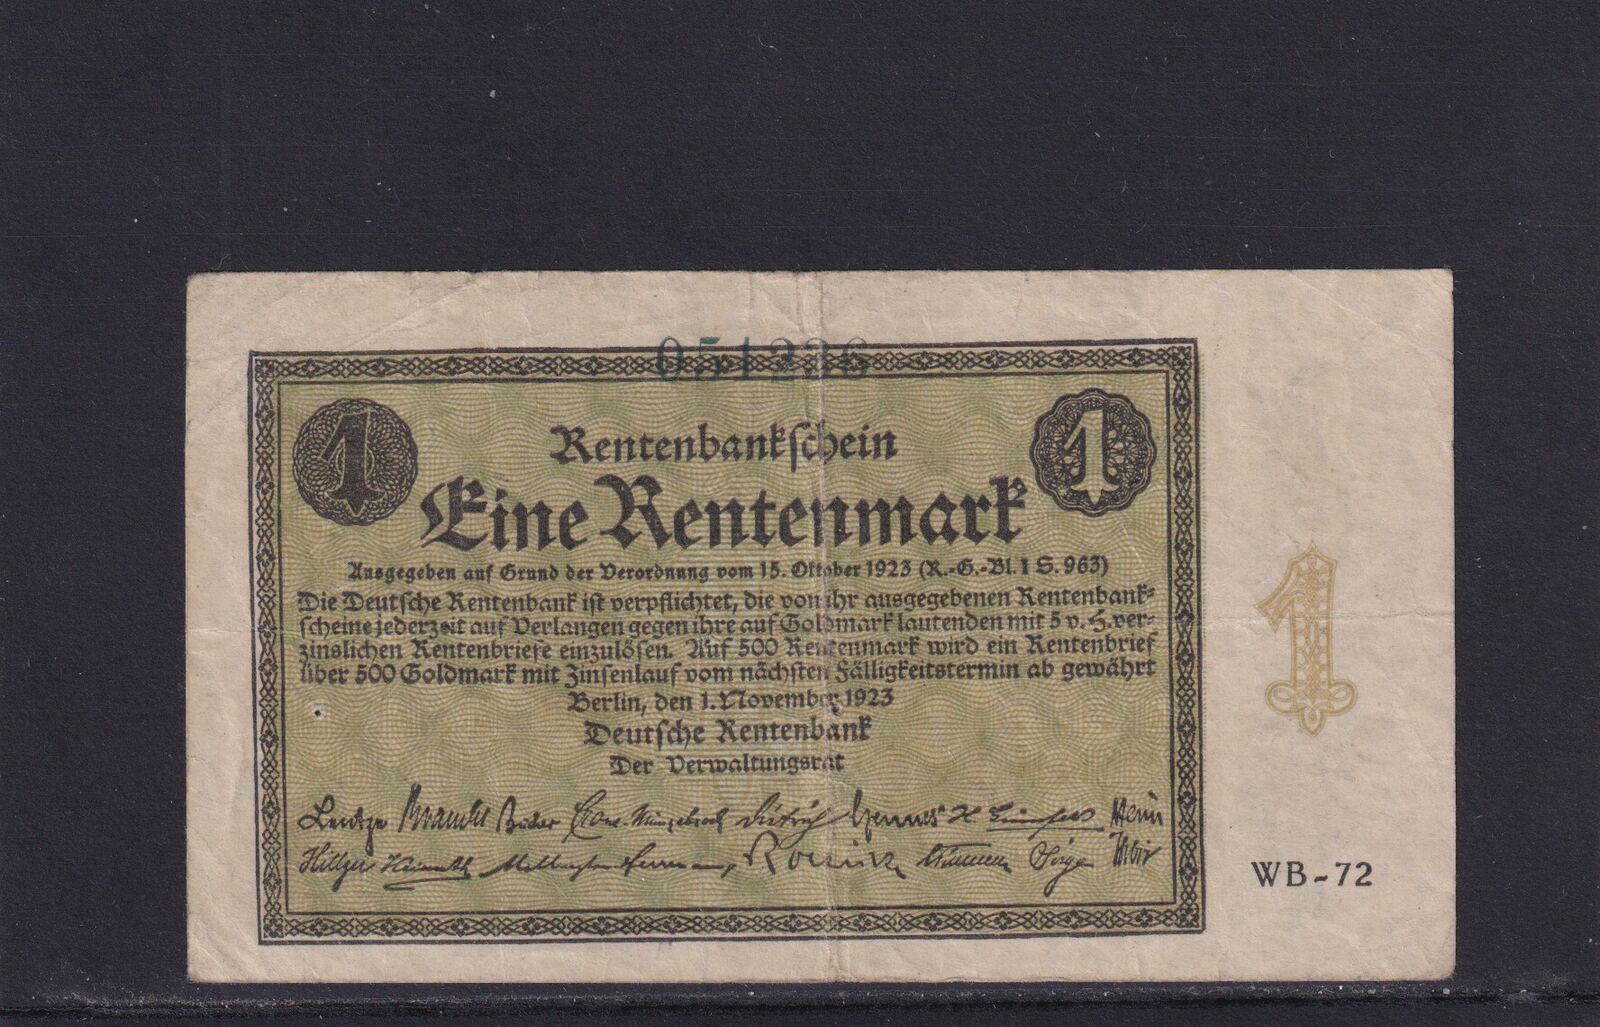 051236
1 1
Rentenbankschein
Eine Rentenmark
Ausgegeben auf Grund der Verordnung vom 15. Oktober 1923 (R.-G.-Bl. I S. 963)
Die Deutsche Rentenbank ist verpflichtet, die von ihr ausgegebenen Rentenbank-
scheine jederzeit auf Verlangen gegen ihre auf Goldmark lautenden mit 5 v. H. ver-
zinslichen Rentenbriefe einzulösen. Auf 500 Rentenmark wird ein Rentenbrief
über 500 Goldmark mit Zinsenlauf vom nächsten Fälligkeitstermin ab gewährt
Berlin, den 1. November 1923
Deutsche Rentenbank
Der Verwaltungsrat
1
WB-72